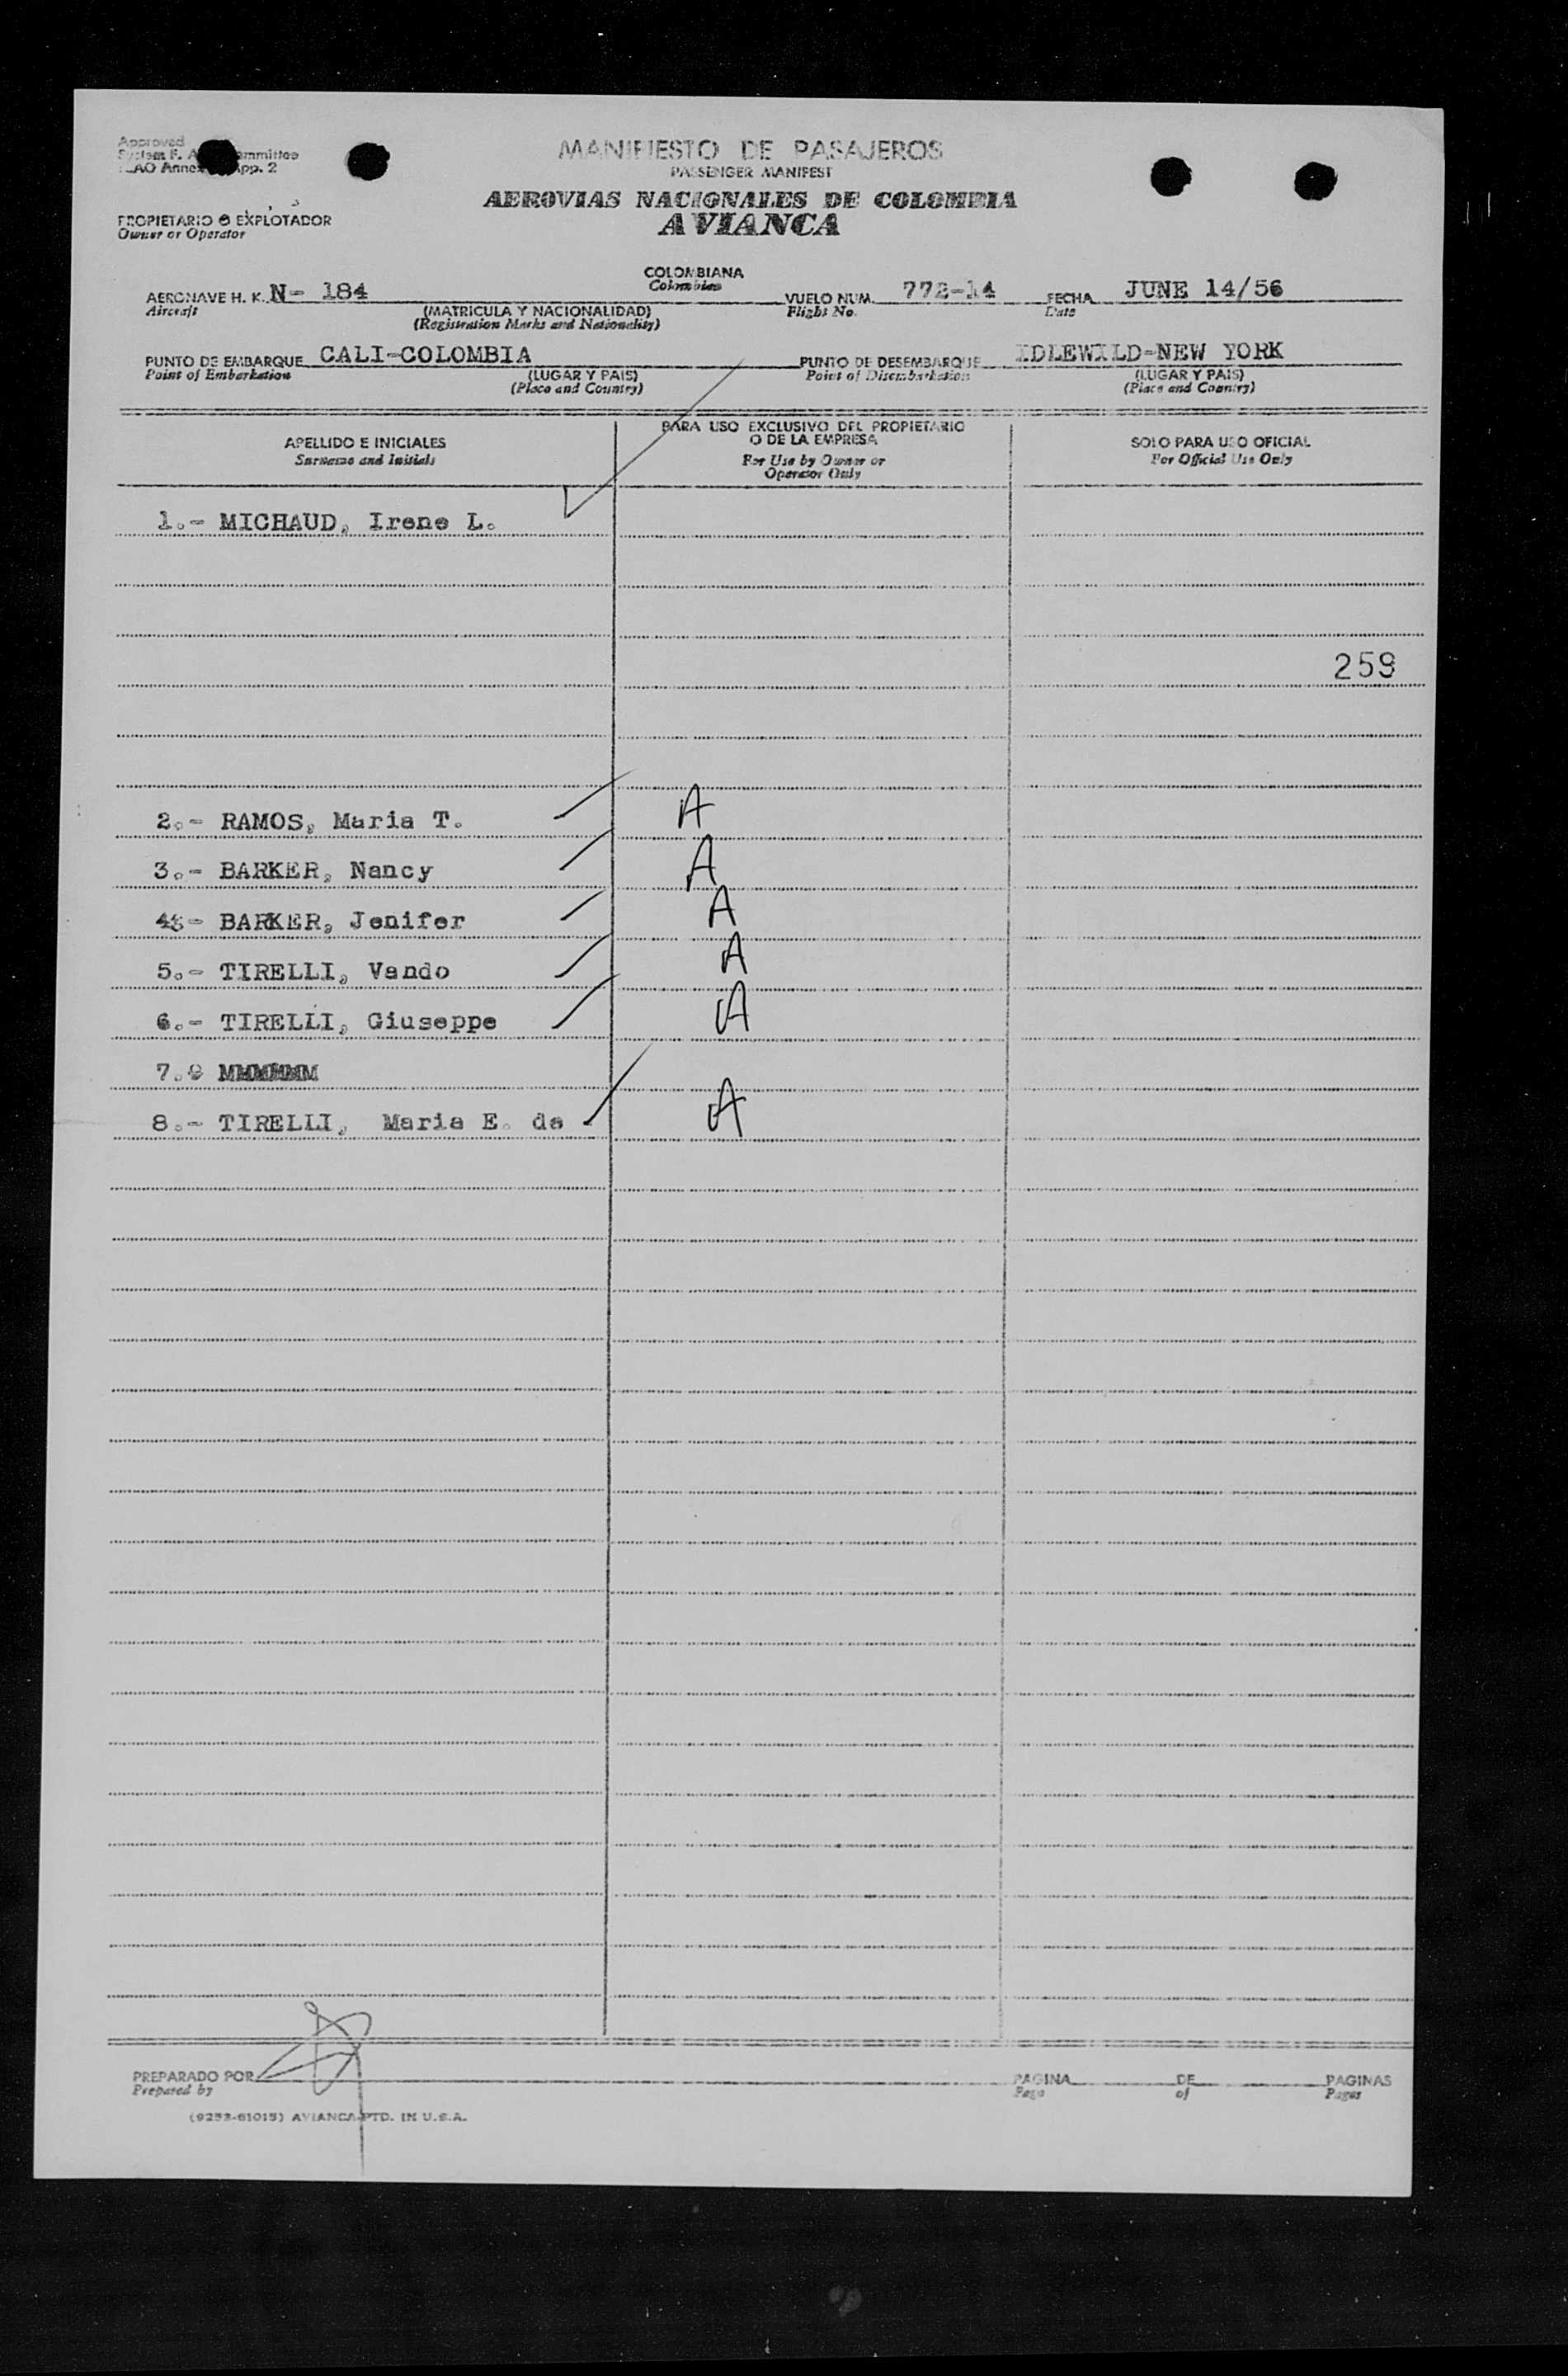 Approved
MANIFIESTO DE PASAJEROS
PASSENGER MANIFEST
AEROVIAS NACIONALES DE COLOMBIA
AVIANCA
PROPIETARIO O EXPLOTADOR
Owner or Operator
COLOMBIANA
Colombian
AERONAVE H. K. N- 184 VUELO NUM. 772-14 FECHA JUNE 14/56
Aircraft (MATRICULA Y NACIONALIDAD) Flight No. Date
(Registration Marks and Nationality)
PUNTO DE EMBARQUE CALI-COLOMBIA PUNTO DE DESEMBARQUE IDLEWILD-NEW YORK
Point of Embarkation (LUGAR Y PAIS) Point of Disembarkation (LUGAR Y PAIS)
(Place and Country) (Place and Country)
APELLIDO E INICIALES PARA USO EXCLUSIVO DEL PROPIETARIO O DE LA EMPRESA SOLO PARA USO OFICIAL
Surname and Initials For Use by Owner or Operator Only For Official Use Only
1.- MICHAUD, Irene L.
259
2.- RAMOS, Maria T. A
3.- BARKER, Nancy A
4.- BARKER, Jenifer A
5.- TIRELLI, Vando A
6.- TIRELLI, Giuseppe A
7.
8.- TIRELLI, Maria E. de A
PREPARADO POR PAGINA DE PAGINAS
Prepared by Page of Pages
(9253-61015) AVIANCA-PTD. IN U.S.A.